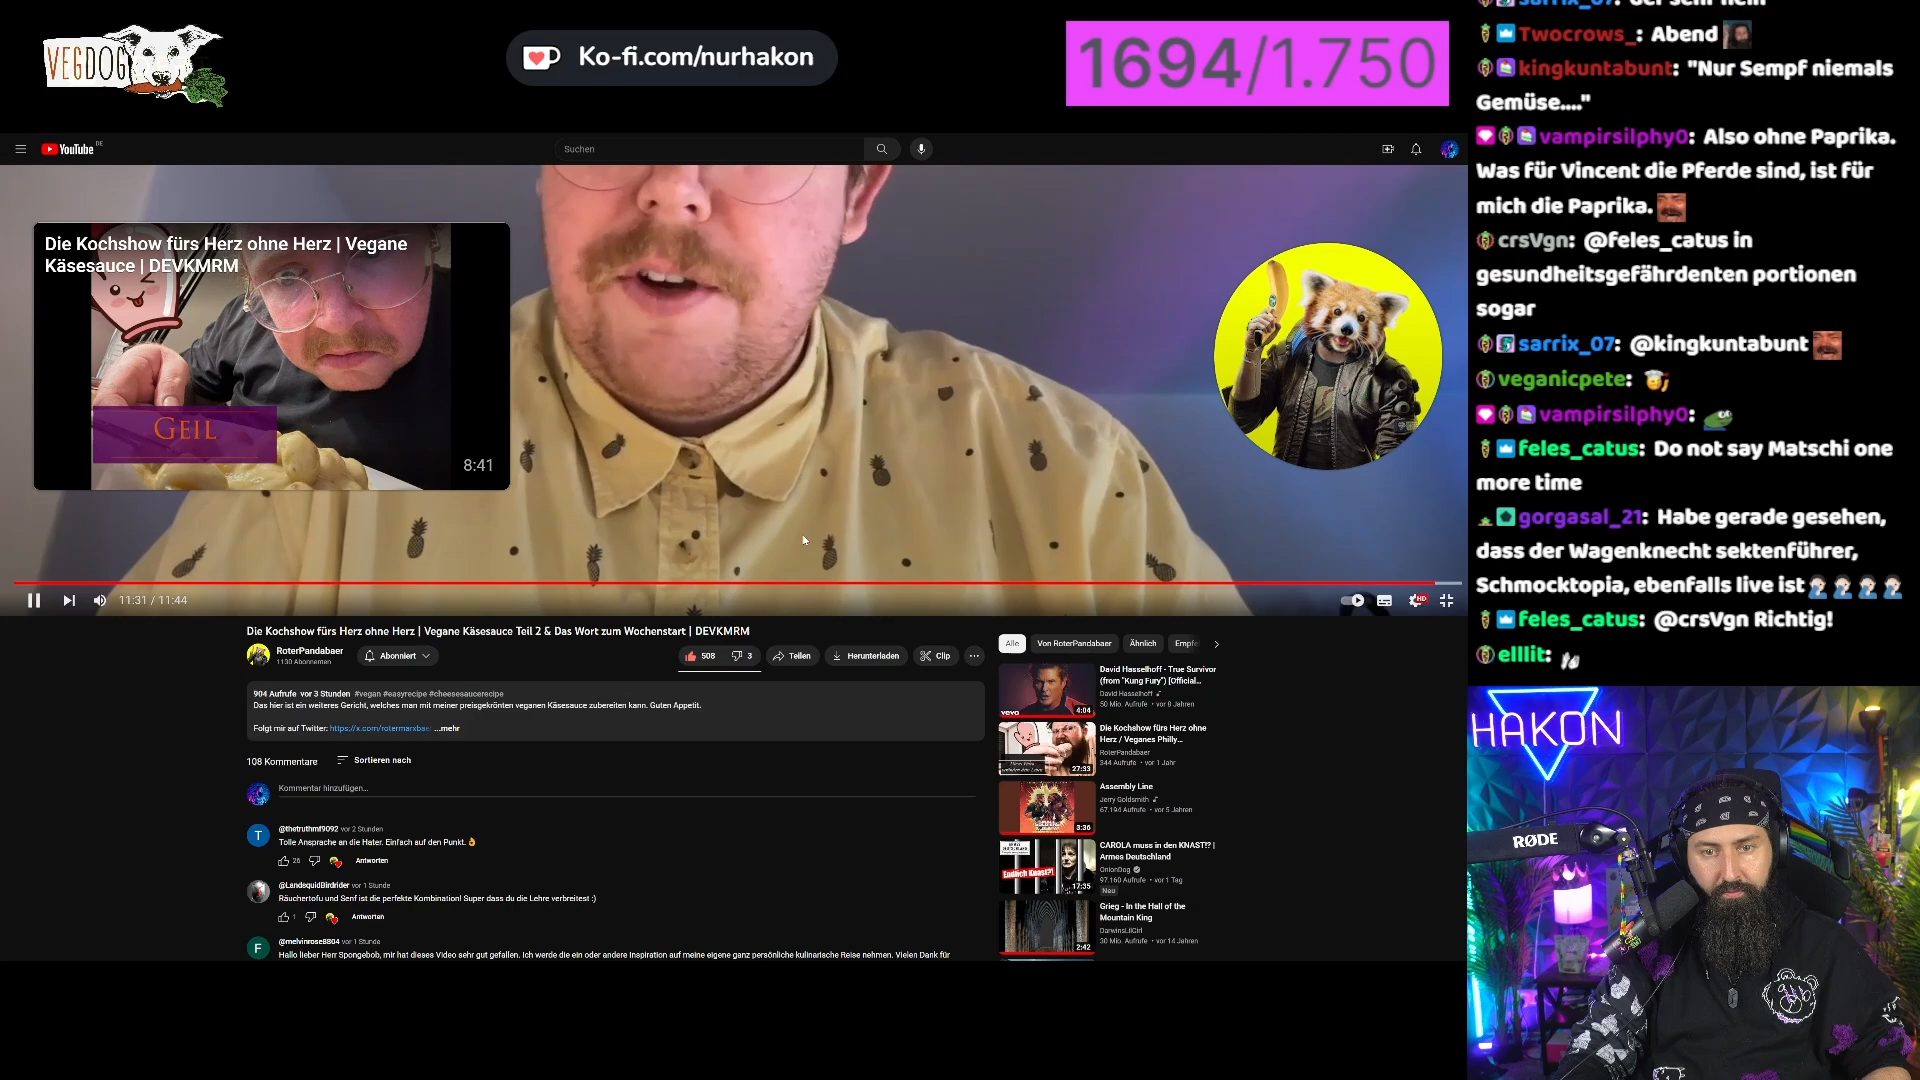 VEGDOG
Ko-fi.com/nurhakon
1694/1.750
YouTube DE
Suchen
Die Kochshow fürs Herz ohne Herz | Vegane
Käsesauce | DEVKMRM
GEIL
8:41
11:31 / 11:44
HD
Die Kochshow fürs Herz ohne Herz | Vegane Käsesauce Teil 2 & Das Wort zum Wochenstart | DEVKMRM
RoterPandabaer
1130 Abonnenten
Abonniert
508
3
Teilen
Herunterladen
Clip
904 Aufrufe vor 3 Stunden #vegan #easyrecipe #cheesesaucerecipe
Das hier ist ein weiteres Gericht, welches man mit meiner preisgekrönten veganen Käsesauce zubereiten kann. Guten Appetit.
Folgt mir auf Twitter: https://x.com/rotermarxbae ...mehr
108 Kommentare
Sortieren nach
Kommentar hinzufügen...
T
@thetruthmf9092 vor 2 Stunden
Tolle Ansprache an die Hater. Einfach auf den Punkt. 👌
26
Antworten
@LandsquidBirdrider vor 1 Stunde
Räuchertofu und Senf ist die perfekte Kombination! Super dass du die Lehre verbreitest :)
1
Antworten
F
@melvinrose8804 vor 1 Stunde
Hallo lieber Herr Spongebob, mir hat dieses Video sehr gut gefallen. Ich werde die ein oder andere Inspiration auf meine eigene ganz persönliche kulinarische Reise nehmen. Vielen Dank für
Alle
Von RoterPandabaer
Ähnlich
Empfe
David Hasselhoff - True Survivor
(from "Kung Fury") [Official...
David Hasselhoff
50 Mio. Aufrufe • vor 8 Jahren
vevo
4:04
Die Kochshow fürs Herz ohne
Herz / Veganes Philly...
RoterPandabaer
344 Aufrufe • vor 1 Jahr
27:33
Assembly Line
Jerry Goldsmith
67.194 Aufrufe • vor 5 Jahren
3:36
CAROLA muss in den KNAST!? |
Armes Deutschland
OnionDog
97.160 Aufrufe • vor 1 Tag
Neu
Endlich Knast?!
17:35
Grieg - In the Hall of the
Mountain King
DarwinsLilGirl
30 Mio. Aufrufe • vor 14 Jahren
2:42
Twocrows_: Abend
kingkuntabunt: "Nur Sempf niemals
Gemüse...."
vampirsilphy0: Also ohne Paprika.
Was für Vincent die Pferde sind, ist für
mich die Paprika.
crsVgn: @feles_catus in
gesundheitsgefährdenten portionen
sogar
sarrix_07: @kingkuntabunt
veganicpete:
vampirsilphy0:
feles_catus: Do not say Matschi one
more time
gorgasal_21: Habe gerade gesehen,
dass der Wagenknecht sektenführer,
Schmocktopia, ebenfalls live ist
feles_catus: @crsVgn Richtig!
elllit:
HAKON
RØDE